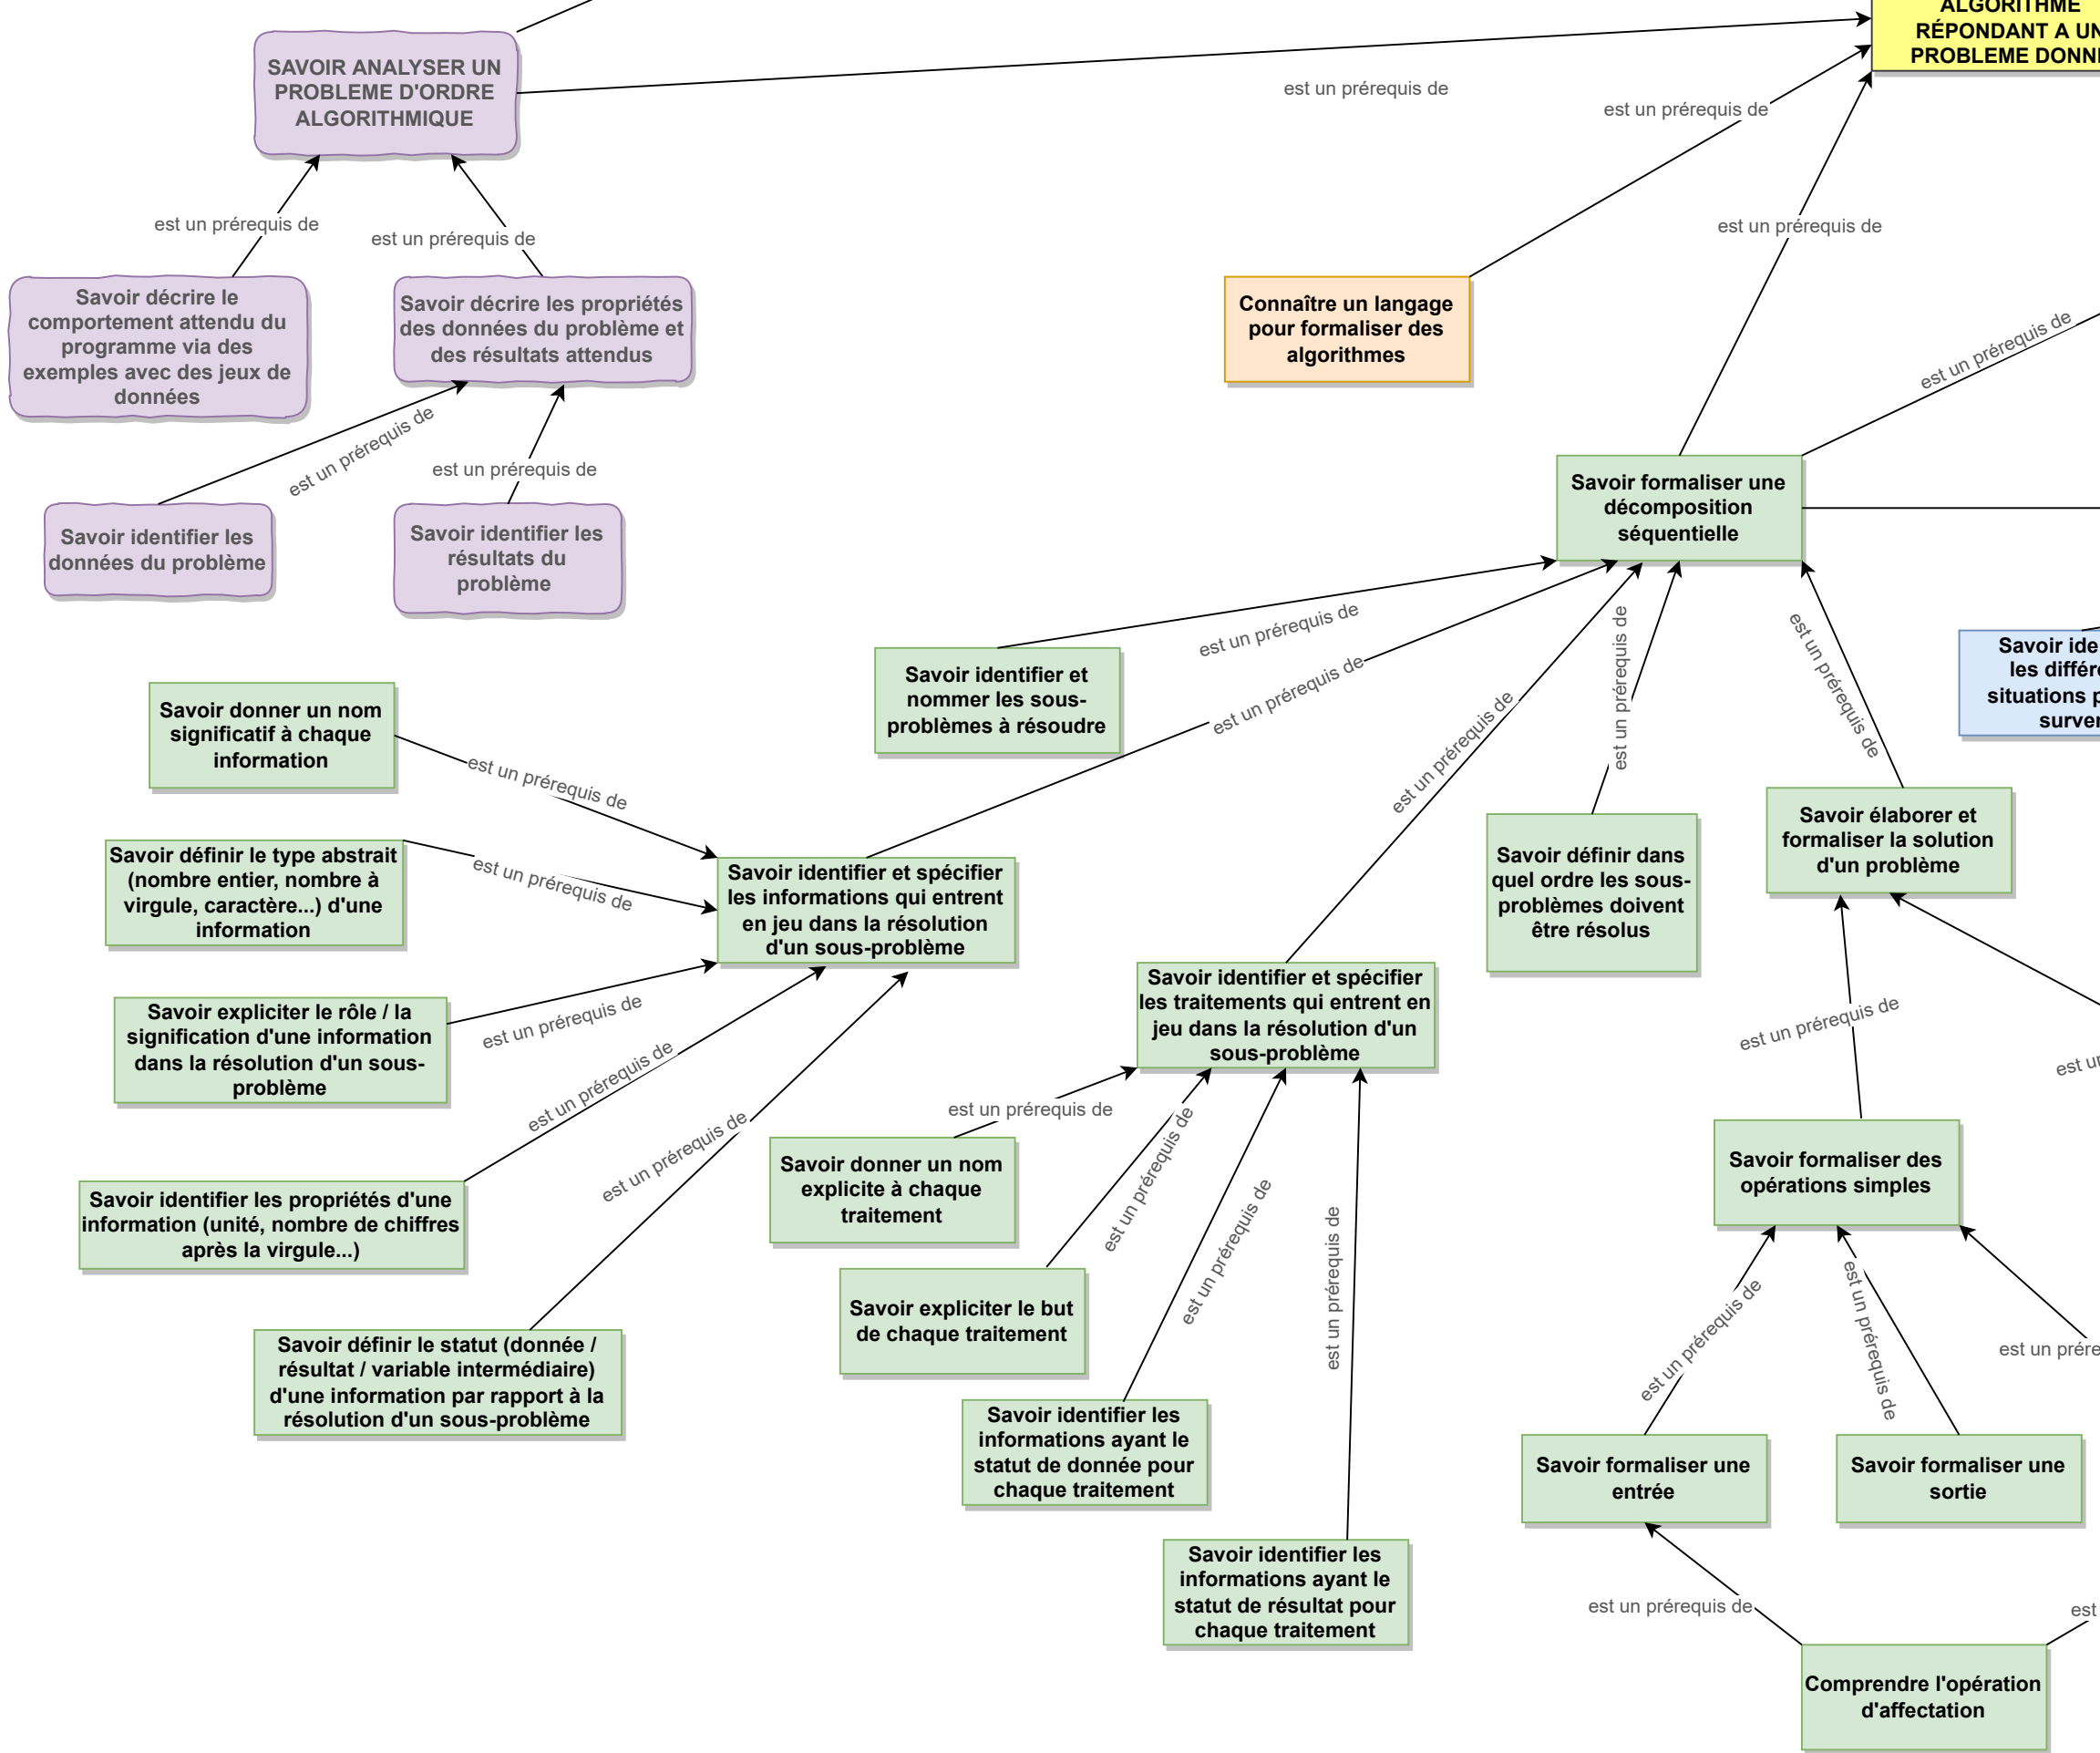 ALGORITHME
RÉPONDANT A UN
PROBLEME
SAVOIR ANALYSER UN
PROBLEME D'ORDRE
ALGORITHMIQUE
est un prérequis de
est un prérequis de
est un prérequis de
est un prérequis de
est un prérequis de
Savoir décrire le
comportement attendu du
programme via des
exemples avec des jeux de
données
Savoir décrire les propriétés
des données du problème et
des résultats attendus
Connaître un langage
pour formaliser des
algorithmes
est un prérequis de
est un prérequis de
est un prérequis de
Savoir identifier les
données du problème
Savoir identifier les
résultats du
problème
Savoir formaliser une
décomposition
séquentielle
est un prérequis de
est un prérequis de
est un prérequis de
est un prérequis de
est un prérequis de
Savoir identifier et
nommer les sous-
problèmes à résoudre
Savoir
les
situations
Savoir donner un nom
significatif à chaque
information
est un prérequis de
Savoir définir le type abstrait
(nombre entier, nombre à
virgule, caractère...) d'une
information
est un prérequis de
Savoir identifier et spécifier
les informations qui entrent
en jeu dans la résolution
d'un sous-problème
Savoir définir dans
quel ordre les sous-
problèmes doivent
être résolus
Savoir élaborer et
formaliser la solution
d'un problème
Savoir expliciter le rôle / la
signification d'une information
dans la résolution d'un sous-
problème
est un prérequis de
Savoir identifier et spécifier
les traitements qui entrent en
jeu dans la résolution d'un
sous-problème
est un prérequis de
est
est un prérequis de
est un prérequis de
est un prérequis de
est un prérequis de
est un prérequis de
est un prérequis de
Savoir donner un nom
explicite à chaque
traitement
Savoir formaliser des
opérations simples
Savoir identifier les propriétés d'une
information (unité, nombre de chiffres
après la virgule...)
Savoir expliciter le but
de chaque traitement
est un prérequis de
est un prérequis de
est un
Savoir définir le statut (donnée /
résultat / variable intermédiaire)
d'une information par rapport à la
résolution d'un sous-problème
Savoir identifier les
informations ayant le
statut de donnée pour
chaque traitement
Savoir formaliser une
entrée
Savoir formaliser une
sortie
Savoir identifier les
informations ayant le
statut de résultat pour
chaque traitement
est un prérequis de
est
Comprendre l'opération
d'affectation